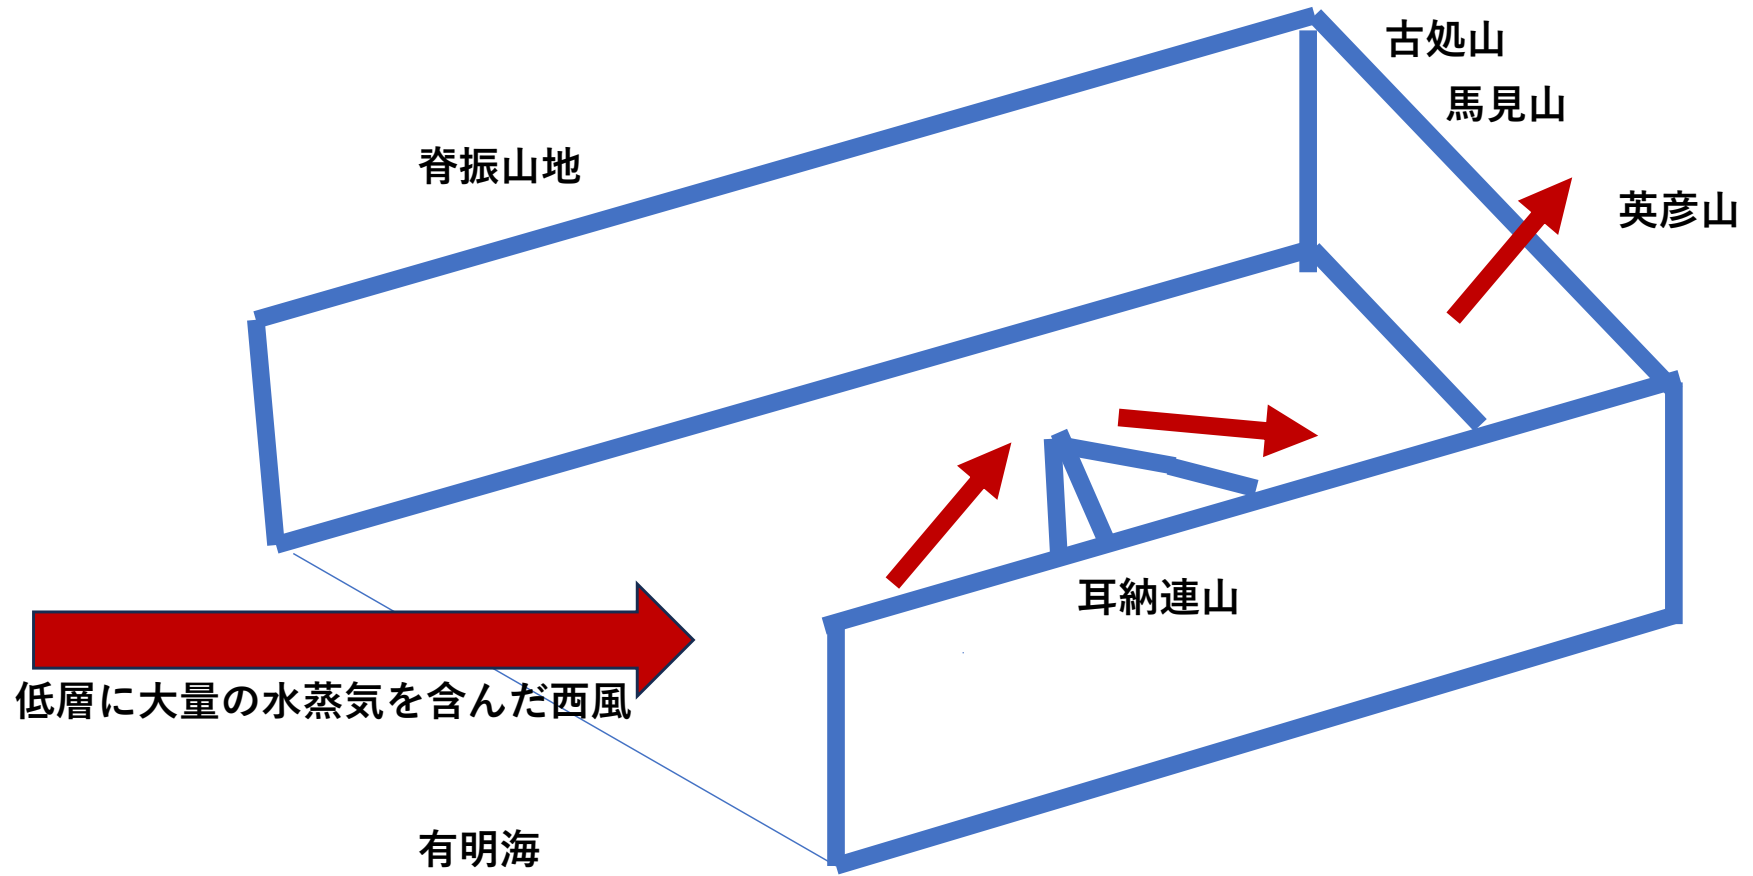 古処山
馬見山
脊振山地
英彦山
耳納連山
低層に大量の水蒸気を含んだ西風
有明海